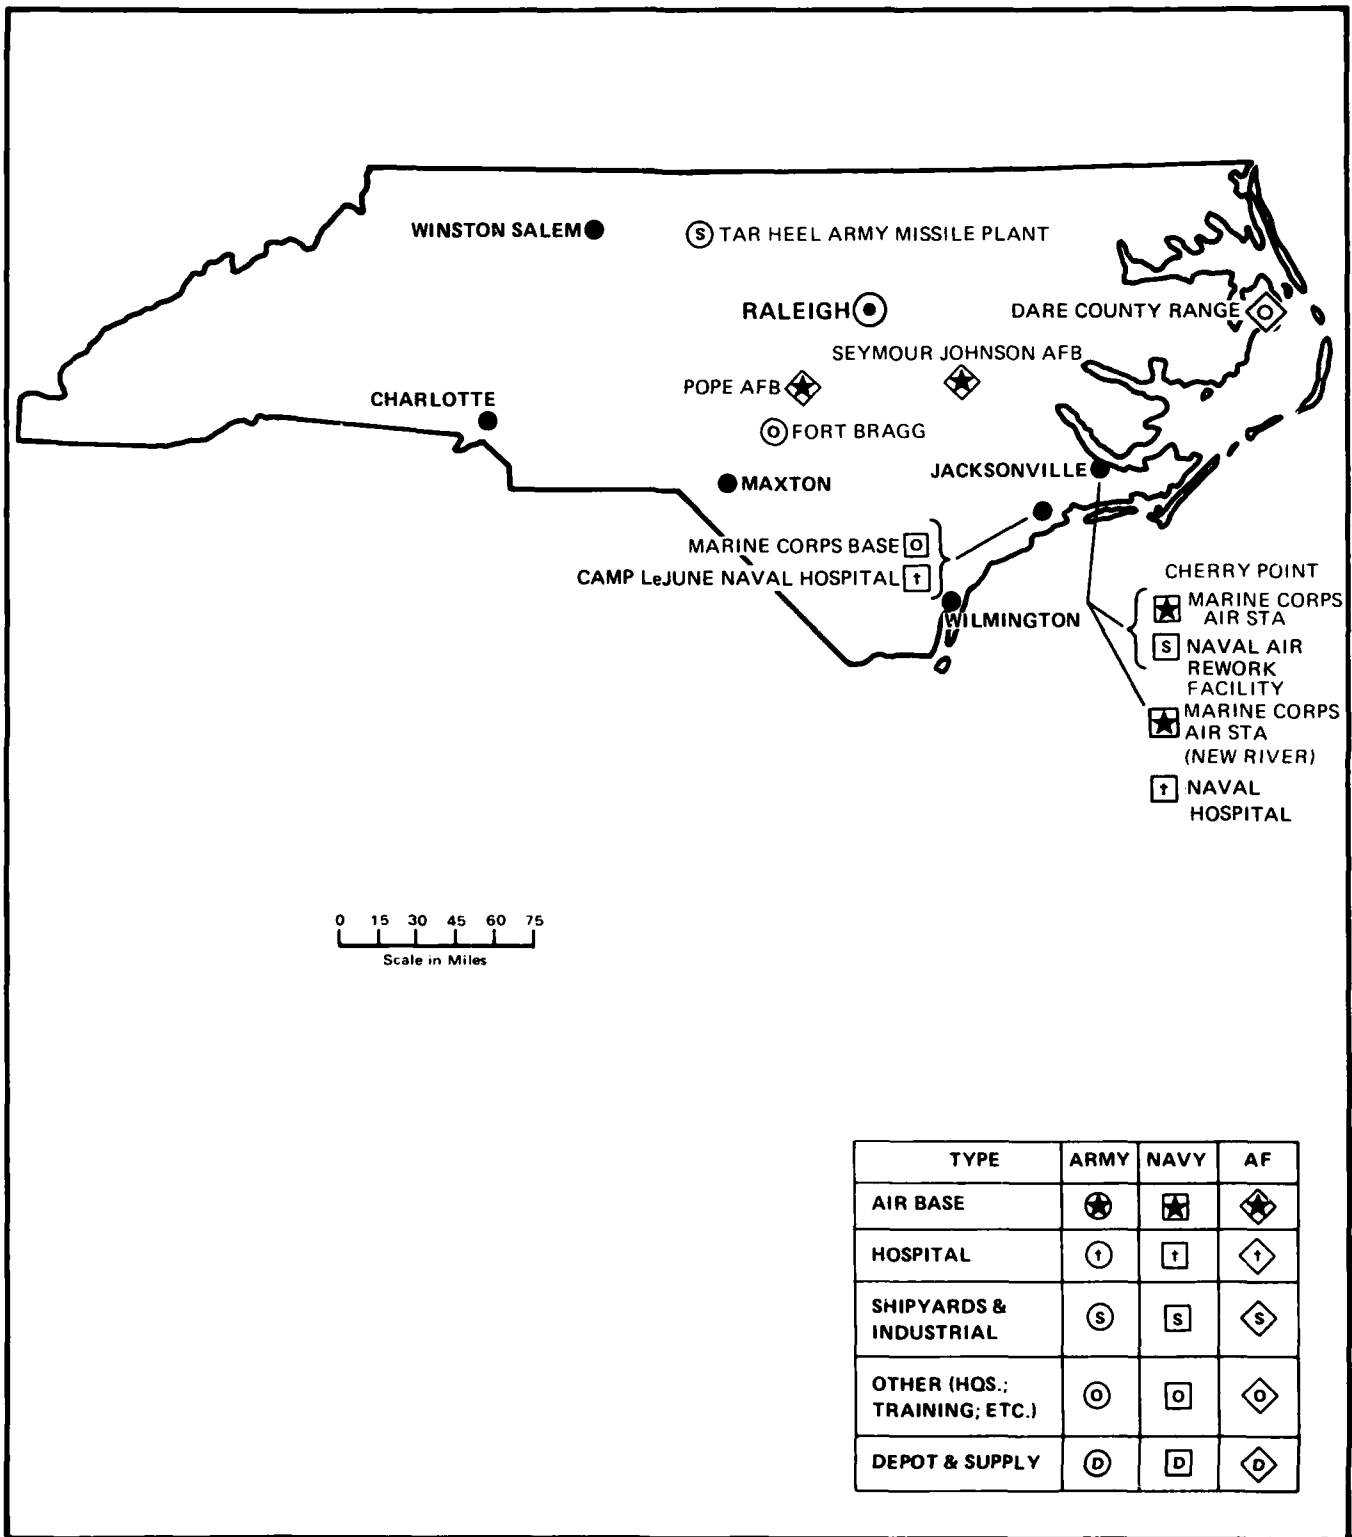 WINSTON SALEM
S TAR HEEL ARMY MISSILE PLANT
RALEIGH
DARE COUNTY RANGE O
SEYMOUR JOHNSON AFB
POPE AFB
CHARLOTTE
O FORT BRAGG
JACKSONVILLE
MAXTON
MARINE CORPS BASE O
CAMP LeJUNE NAVAL HOSPITAL †
WILMINGTON
CHERRY POINT
MARINE CORPS
AIR STA
S NAVAL AIR
REWORK
FACILITY
MARINE CORPS
AIR STA
(NEW RIVER)
† NAVAL
HOSPITAL
0 15 30 45 60 75
Scale in Miles
TYPE ARMY NAVY AF
AIR BASE
HOSPITAL † † †
SHIPYARDS &
INDUSTRIAL S S S
OTHER (HQS.;
TRAINING; ETC.) O O O
DEPOT & SUPPLY D D D